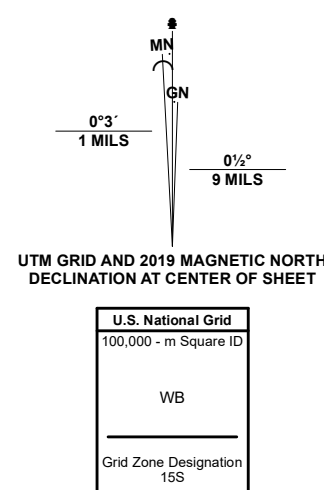 MN
GN
0°3´
1 MILS
0½°
9 MILS
UTM GRID AND 2019 MAGNETIC NORTH
DECLINATION AT CENTER OF SHEET
U.S. National Grid
100,000 - m Square ID
WB
Grid Zone Designation
15S